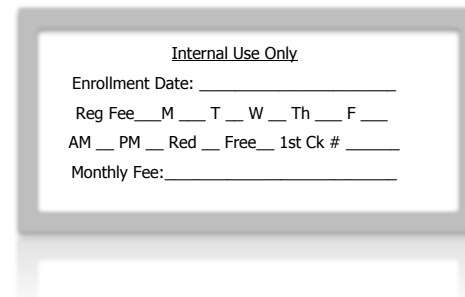 Internal Use Only
Enrollment Date: ______________________
Reg Fee___M ___ T __ W __ Th ___ F ___
AM __ PM __ Red __ Free__ 1st Ck # ______
Monthly Fee:__________________________